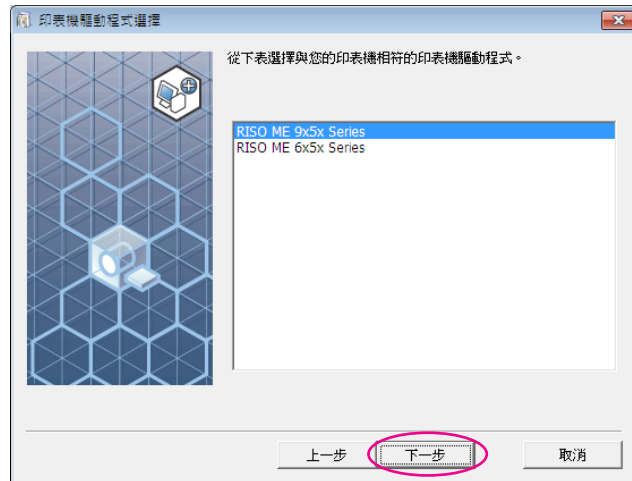 印表機驅動程式選擇
從下表選擇與您的印表機相符的印表機驅動程式。
RISO ME 9x5x Series
RISO ME 6x5x Series
上一步
下一步
取消